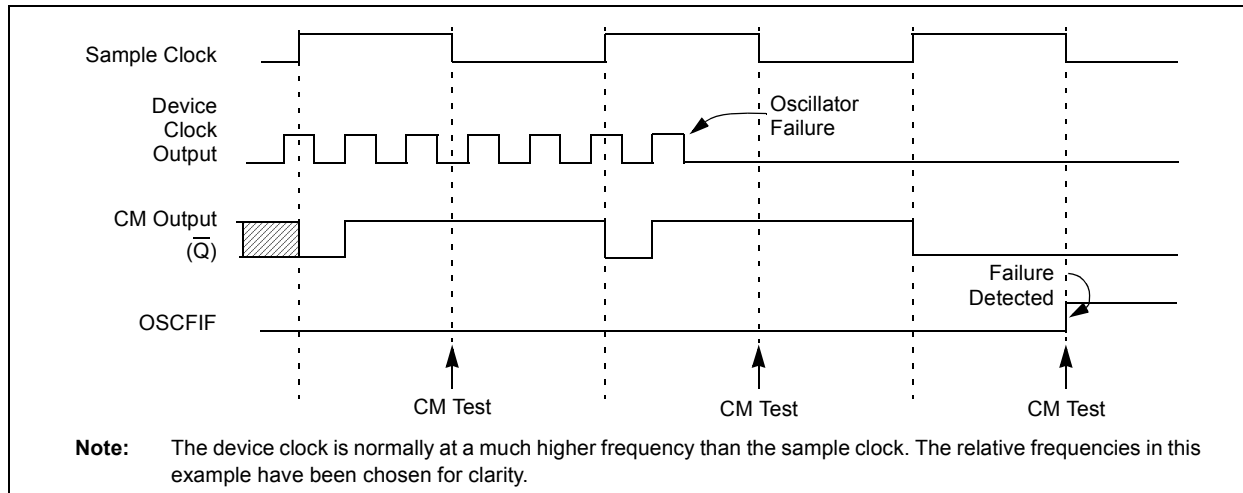 Sample Clock
Device
Clock
Output
Oscillator
Failure
CM Output
(Q̅)
Failure
Detected
OSCFIF
CM Test
CM Test
CM Test
Note: The device clock is normally at a much higher frequency than the sample clock. The relative frequencies in this
example have been chosen for clarity.